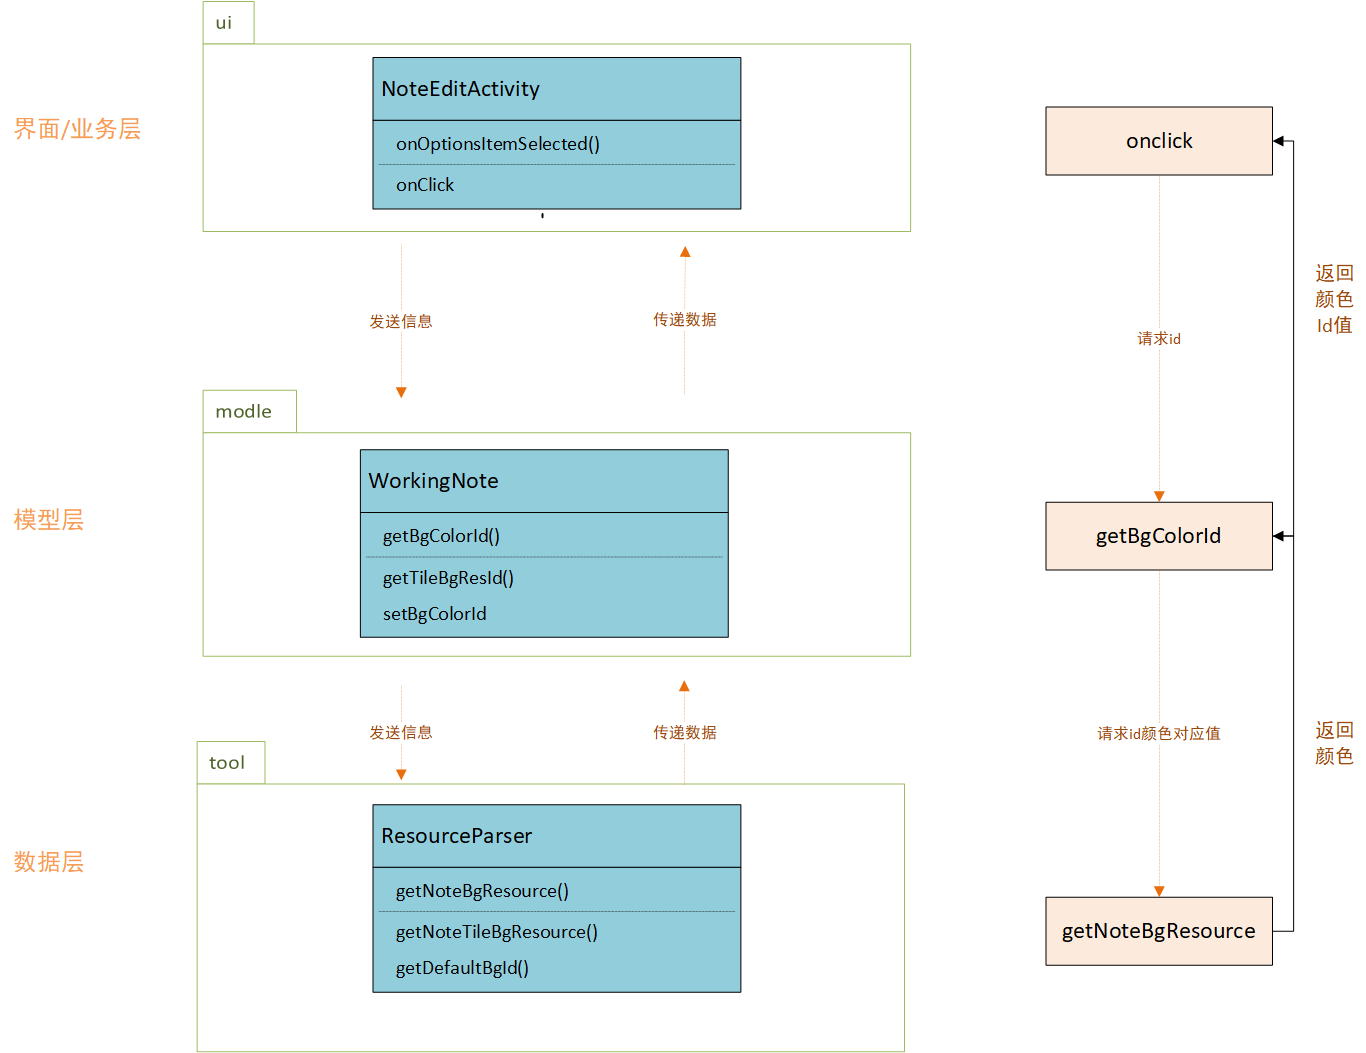 ui
NoteEditActivity
onOptionsItemSelected()
onClick
界面/业务层
发送信息
传递数据
modle
WorkingNote
getBgColorId()
getTileBgResId()
setBgColorId
模型层
发送信息
传递数据
tool
ResourceParser
getNoteBgResource()
getNoteTileBgResource()
getDefaultBgId()
数据层
onclick
请求id
返回
颜色
Id值
getBgColorId
请求id颜色对应值
返回
颜色
getNoteBgResource